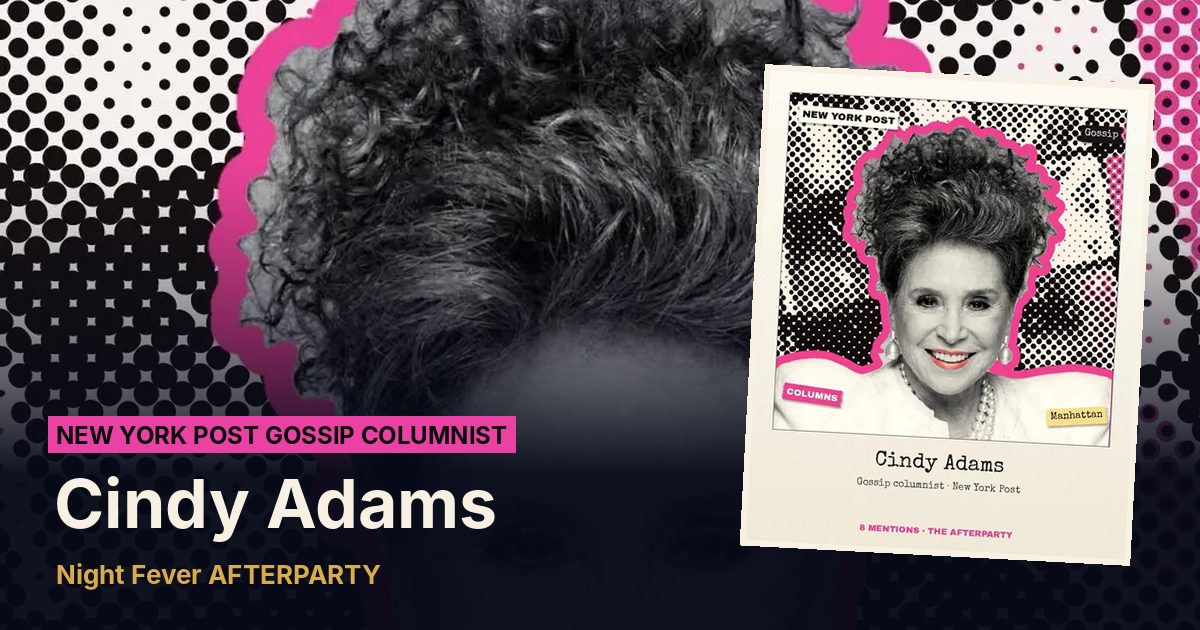 NEW YORK POST GOSSIP COLUMNIST
Cindy Adams
Night Fever AFTERPARTY
NEW YORK POST
Gossip
COLUMNS
Manhattan
Cindy Adams
Gossip columnist · New York Post
8 MENTIONS · THE AFTERPARTY